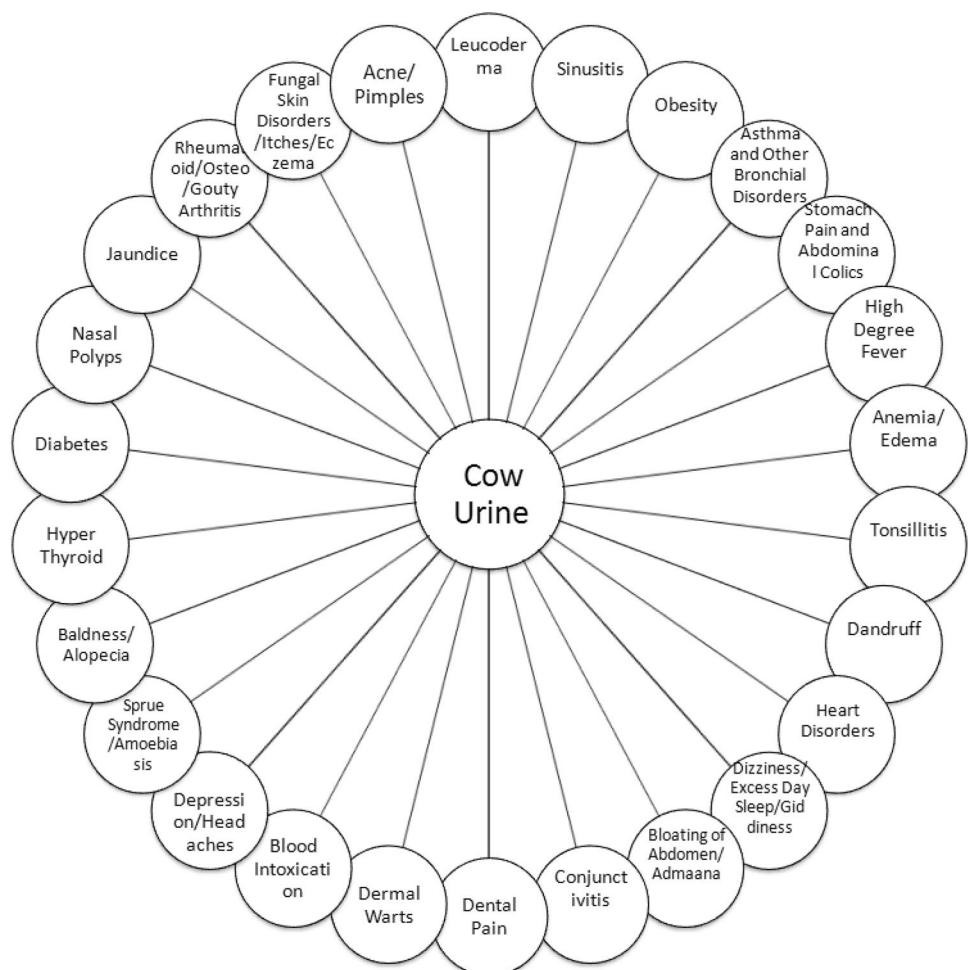 Cow
Urine
Leucoder
ma
Sinusitis
Obesity
Asthma
and Other
Bronchial
Disorders
Stomach
Pain and
Abdomina
l Colics
High
Degree
Fever
Anemia/
Edema
Tonsillitis
Dandruff
Heart
Disorders
Dizziness/
Excess Day
Sleep/Gid
diness
Bloating of
Abdomen/
Admaana
Conjunct
ivitis
Dental
Pain
Dermal
Warts
Blood
Intoxicati
on
Depressi
on/Head
aches
Sprue
Syndrome
/Amoebia
sis
Baldness/
Alopecia
Hyper
Thyroid
Diabetes
Nasal
Polyps
Jaundice
Rheumat
oid/Osteo
/Gouty
Arthritis
Fungal
Skin
Disorders
/Itches/Ec
zema
Acne/
Pimples